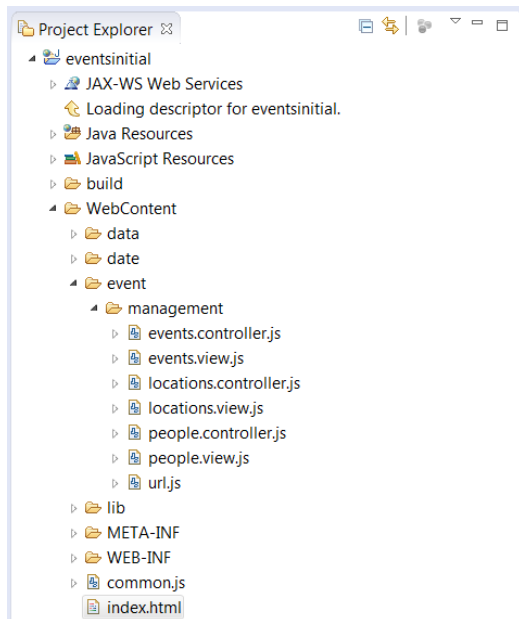 Project Explorer
eventsinitial
JAX-WS Web Services
Loading descriptor for eventsinitial.
Java Resources
JavaScript Resources
build
WebContent
data
date
event
management
events.controller.js
events.view.js
locations.controller.js
locations.view.js
people.controller.js
people.view.js
url.js
lib
META-INF
WEB-INF
common.js
index.html